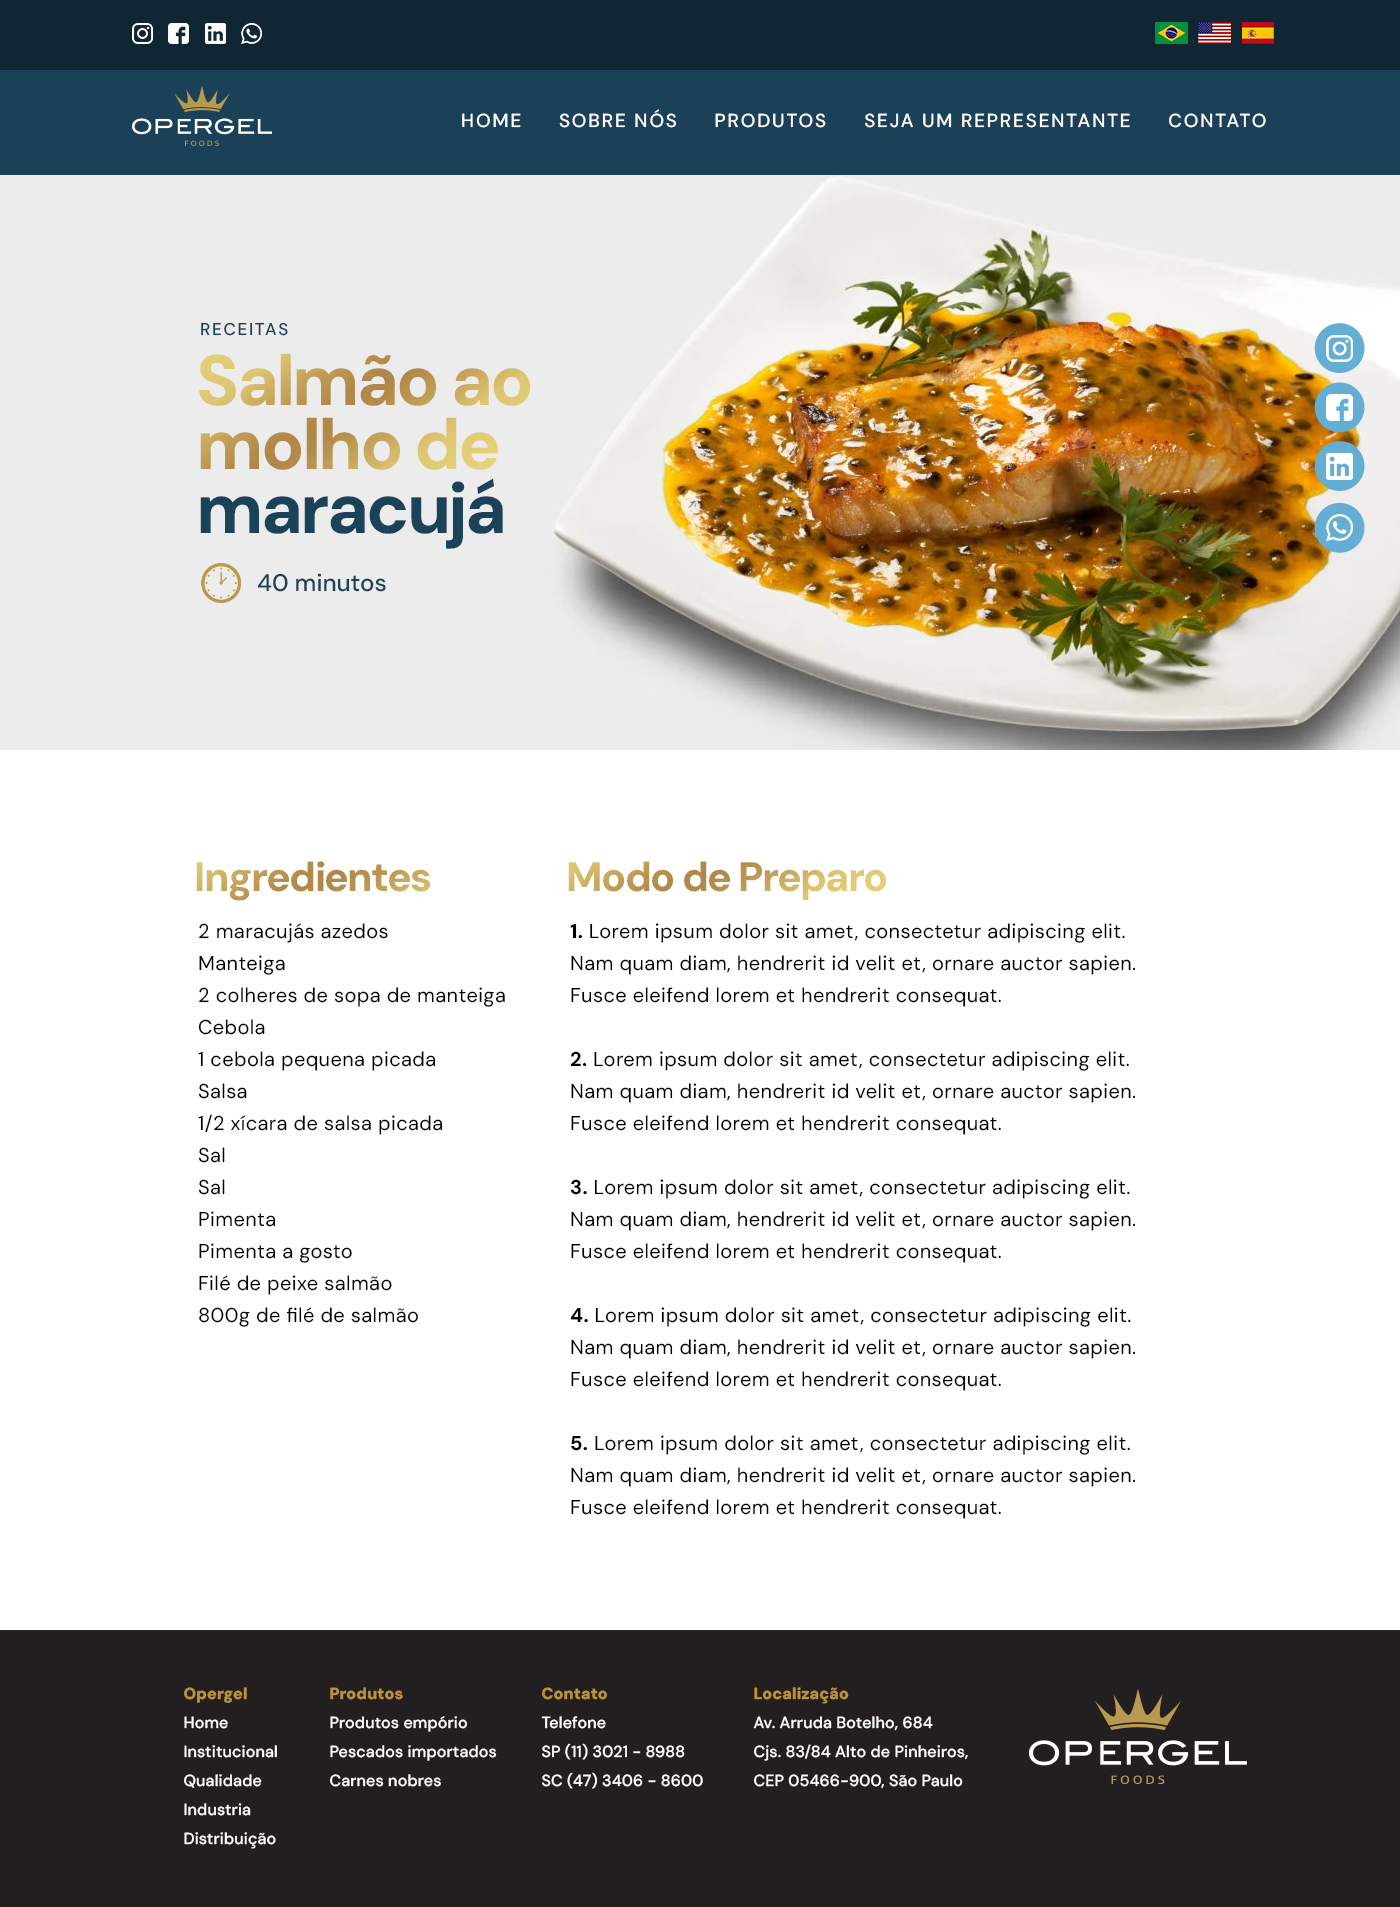 OPERGEL
FOODS
HOME SOBRE NÓS PRODUTOS SEJA UM REPRESENTANTE CONTATO
RECEITAS
Salmão ao
molho de
maracujá
40 minutos
Ingredientes
2 maracujás azedos
Manteiga
2 colheres de sopa de manteiga
Cebola
1 cebola pequena picada
Salsa
1/2 xícara de salsa picada
Sal
Sal
Pimenta
Pimenta a gosto
Filé de peixe salmão
800g de filé de salmão
Modo de Preparo
1. Lorem ipsum dolor sit amet, consectetur adipiscing elit.
Nam quam diam, hendrerit id velit et, ornare auctor sapien.
Fusce eleifend lorem et hendrerit consequat.
2. Lorem ipsum dolor sit amet, consectetur adipiscing elit.
Nam quam diam, hendrerit id velit et, ornare auctor sapien.
Fusce eleifend lorem et hendrerit consequat.
3. Lorem ipsum dolor sit amet, consectetur adipiscing elit.
Nam quam diam, hendrerit id velit et, ornare auctor sapien.
Fusce eleifend lorem et hendrerit consequat.
4. Lorem ipsum dolor sit amet, consectetur adipiscing elit.
Nam quam diam, hendrerit id velit et, ornare auctor sapien.
Fusce eleifend lorem et hendrerit consequat.
5. Lorem ipsum dolor sit amet, consectetur adipiscing elit.
Nam quam diam, hendrerit id velit et, ornare auctor sapien.
Fusce eleifend lorem et hendrerit consequat.
Opergel
Home
Institucional
Qualidade
Industria
Distribuição
Produtos
Produtos empório
Pescados importados
Carnes nobres
Contato
Telefone
SP (11) 3021 - 8988
SC (47) 3406 - 8600
Localização
Av. Arruda Botelho, 684
Cjs. 83/84 Alto de Pinheiros,
CEP 05466-900, São Paulo
OPERGEL
FOODS